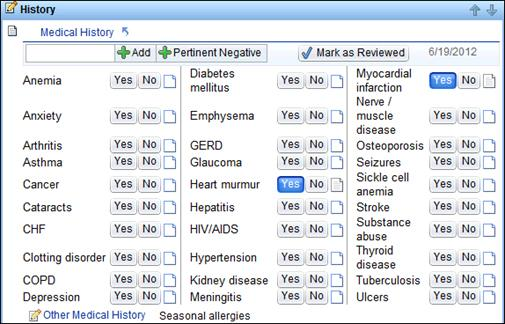 History
Medical History
Add Pertinent Negative Mark as Reviewed 6/19/2012
Anemia Yes No Diabetes mellitus Yes No Myocardial infarction Yes No
Anxiety Yes No Emphysema Yes No Nerve / muscle disease Yes No
Arthritis Yes No GERD Yes No Osteoporosis Yes No
Asthma Yes No Glaucoma Yes No Seizures Yes No
Cancer Yes No Heart murmur Yes No Sickle cell anemia Yes No
Cataracts Yes No Hepatitis Yes No Stroke Yes No
CHF Yes No HIV/AIDS Yes No Substance abuse Yes No
Clotting disorder Yes No Hypertension Yes No Thyroid disease Yes No
COPD Yes No Kidney disease Yes No Tuberculosis Yes No
Depression Yes No Meningitis Yes No Ulcers Yes No
Other Medical History Seasonal allergies